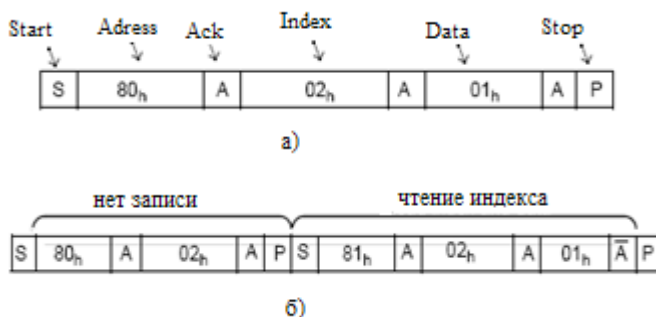 Start Adress Ack Index Data Stop
S 80h A 02h A 01h A P
а)
нет записи чтение индекса
S 80h A 02h A P S 81h A 02h A 01h A̅ P
б)